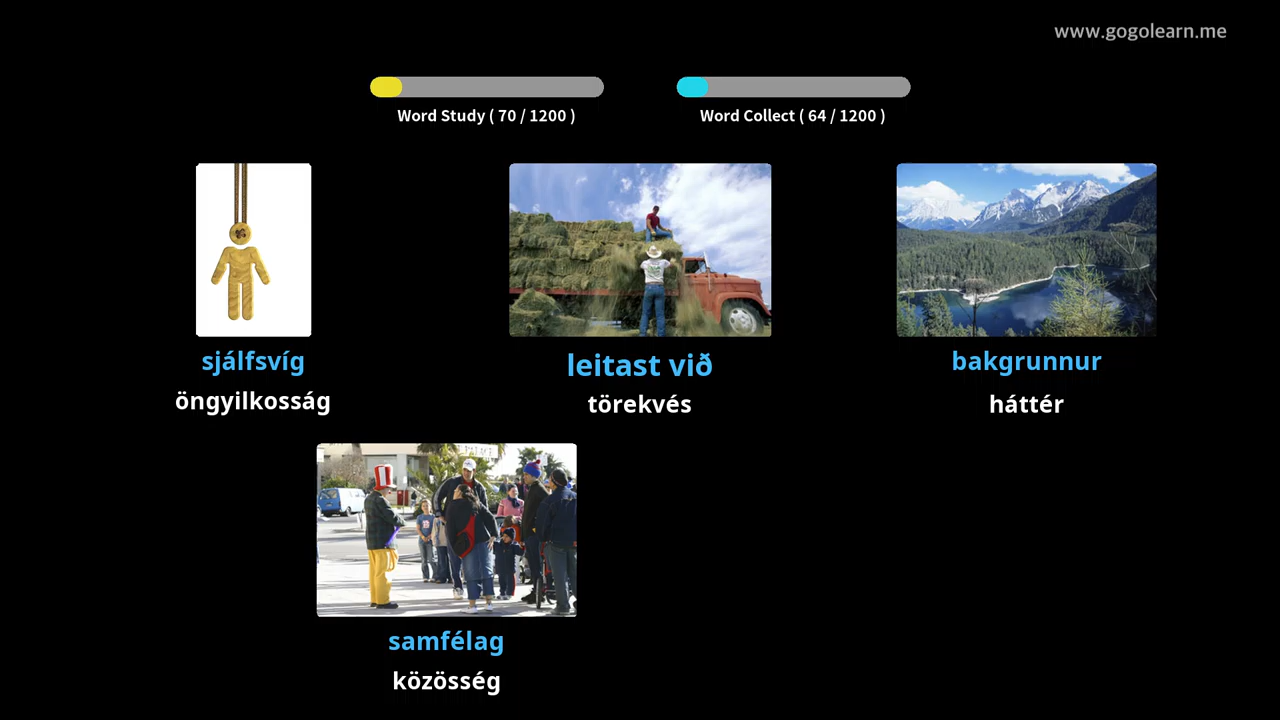 www.gogolearn.me
Word Study ( 70 / 1200 )
Word Collect ( 64 / 1200 )
sjálfsvíg
öngyilkosság
leitast við
törekvés
bakgrunnur
háttér
samfélag
közösség